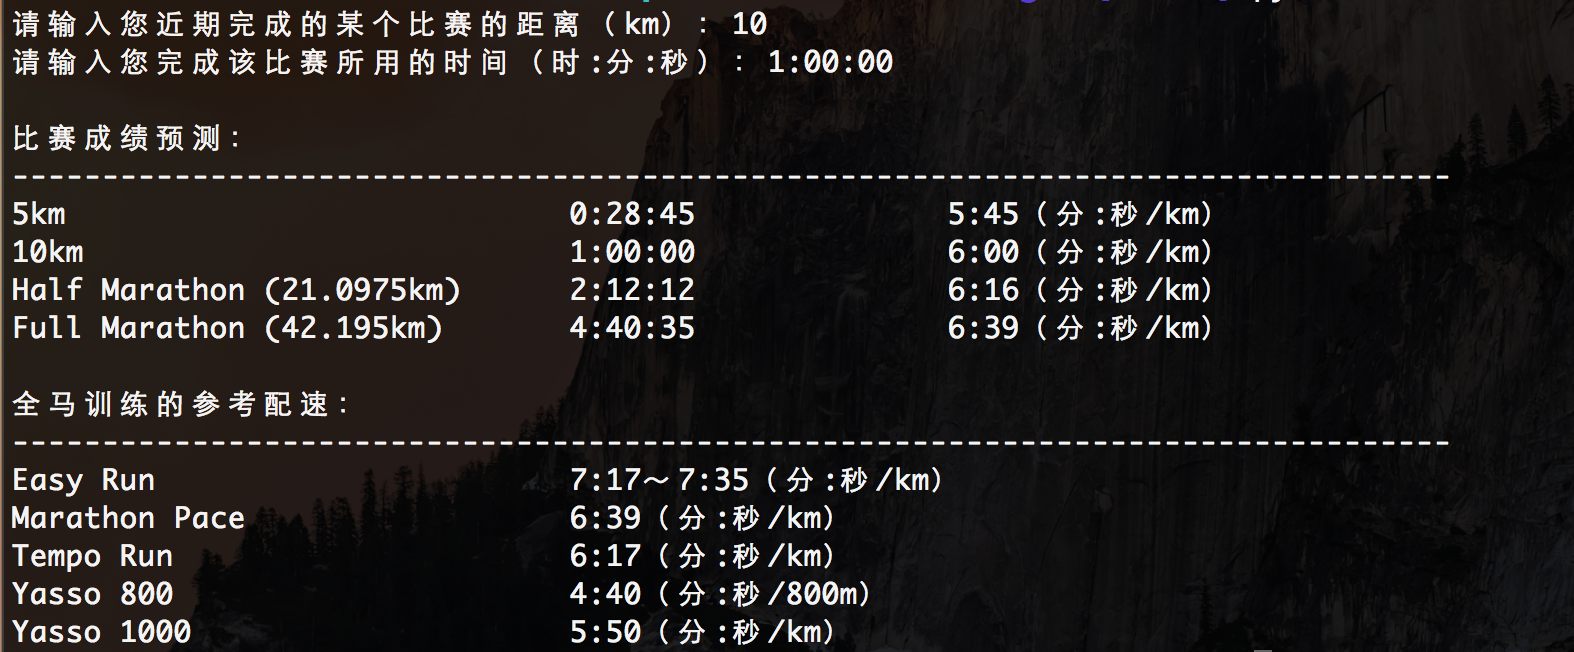 请输入您近期完成的某个比赛的距离（km）：10
请输入您完成该比赛所用的时间（时:分:秒）：1:00:00
比赛成绩预测：
--------------------------------------------------------------------------------
5km 0:28:45 5:45（分:秒/km）
10km 1:00:00 6:00（分:秒/km）
Half Marathon (21.0975km) 2:12:12 6:16（分:秒/km）
Full Marathon (42.195km) 4:40:35 6:39（分:秒/km）
全马训练的参考配速：
--------------------------------------------------------------------------------
Easy Run 7:17～7:35（分:秒/km）
Marathon Pace 6:39（分:秒/km）
Tempo Run 6:17（分:秒/km）
Yasso 800 4:40（分:秒/800m）
Yasso 1000 5:50（分:秒/km）